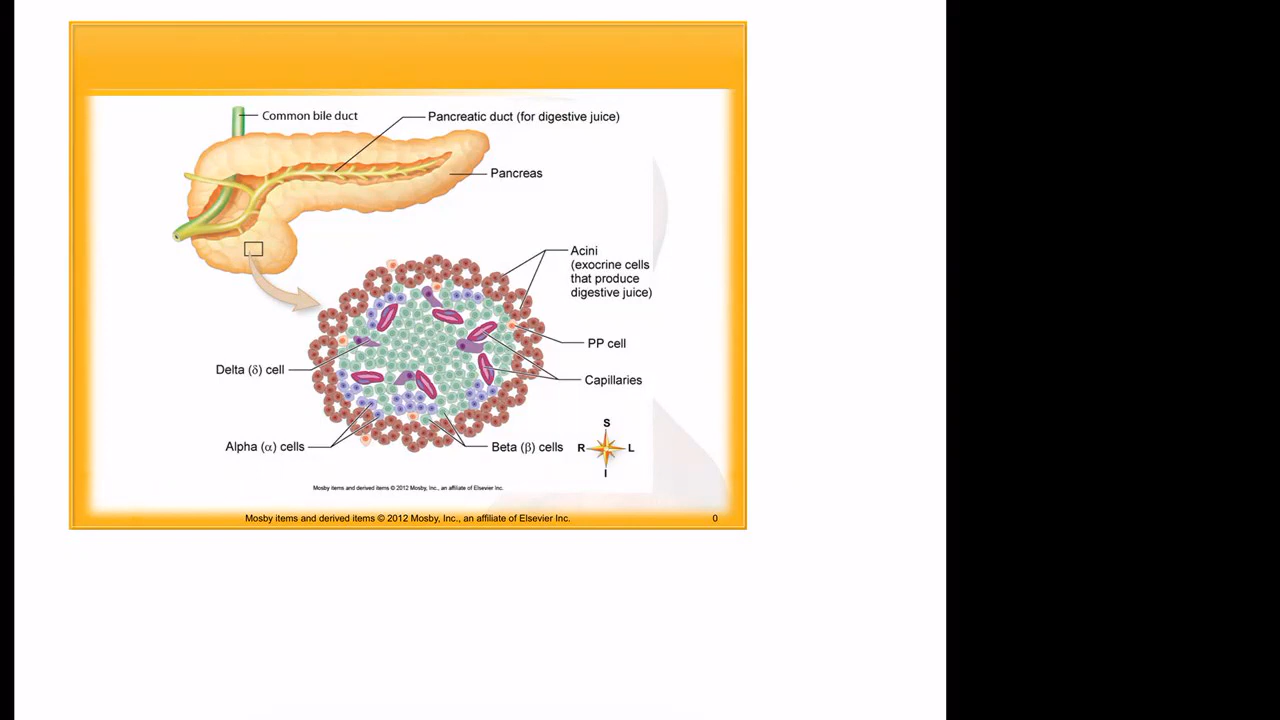 Common bile duct
Pancreatic duct (for digestive juice)
Pancreas
Acini
(exocrine cells
that produce
digestive juice)
PP cell
Delta (δ) cell
Capillaries
Alpha (α) cells
Beta (β) cells
S
R
L
I
Mosby items and derived items © 2012 Mosby, Inc., an affiliate of Elsevier Inc.
Mosby items and derived items © 2012 Mosby, Inc., an affiliate of Elsevier Inc.
0